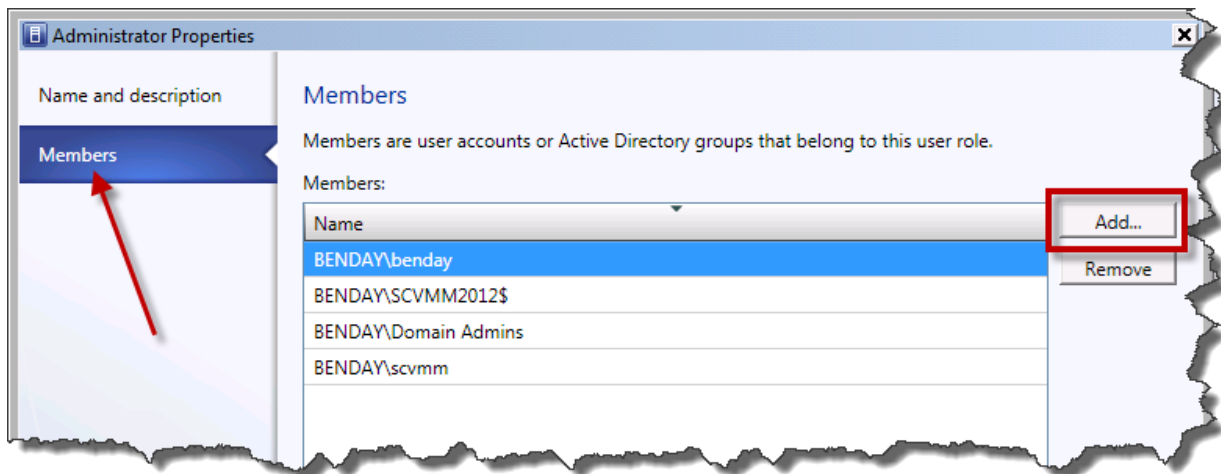 Administrator Properties
Name and description
Members
Members
Members are user accounts or Active Directory groups that belong to this user role.
Members:
Name
BENDAY\benday
BENDAY\SCVMM2012$
BENDAY\Domain Admins
BENDAY\scvmm
Add...
Remove